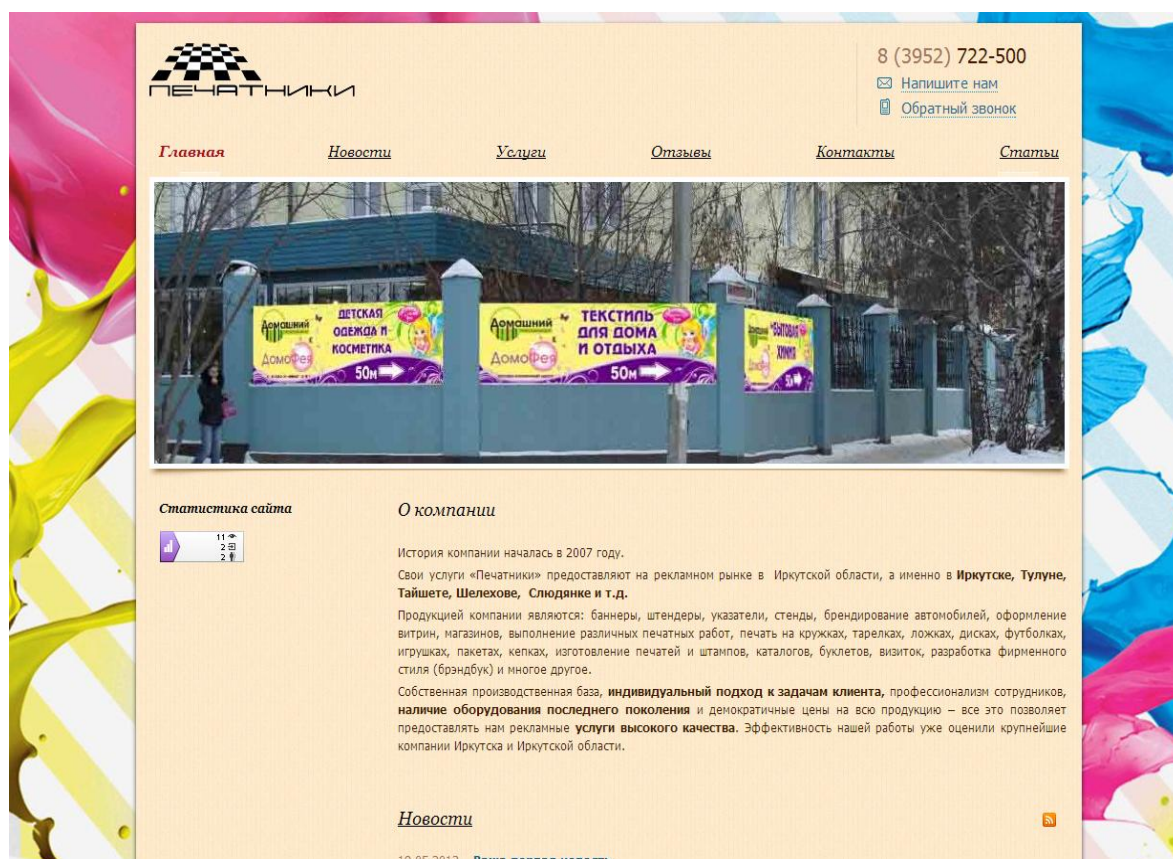 ПЕЧАТНИКИ
8 (3952) 722-500
Напишите нам
Обратный звонок
Главная Новости Услуги Отзывы Контакты Статьи
Домашний
ДомоФея
ДЕТСКАЯ
ОДЕЖДА И
КОСМЕТИКА
50м
Домашний
ДомоФея
ТЕКСТИЛЬ
ДЛЯ ДОМА
И ОТДЫХА
50м
БЫТОВАЯ
ХИМИЯ
Статистика сайта
11
2
2
О компании
История компании началась в 2007 году.
Свои услуги «Печатники» предоставляют на рекламном рынке в Иркутской области, а именно в Иркутске, Тулуне,
Тайшете, Шелехове, Слюдянке и т.д.
Продукцией компании являются: баннеры, штендеры, указатели, стенды, брендирование автомобилей, оформление
витрин, магазинов, выполнение различных печатных работ, печать на кружках, тарелках, ложках, дисках, футболках,
игрушках, пакетах, кепках, изготовление печатей и штампов, каталогов, буклетов, визиток, разработка фирменного
стиля (брэндбук) и многое другое.
Собственная производственная база, индивидуальный подход к задачам клиента, профессионализм сотрудников,
наличие оборудования последнего поколения и демократичные цены на всю продукцию – все это позволяет
предоставлять нам рекламные услуги высокого качества. Эффективность нашей работы уже оценили крупнейшие
компании Иркутска и Иркутской области.
Новости